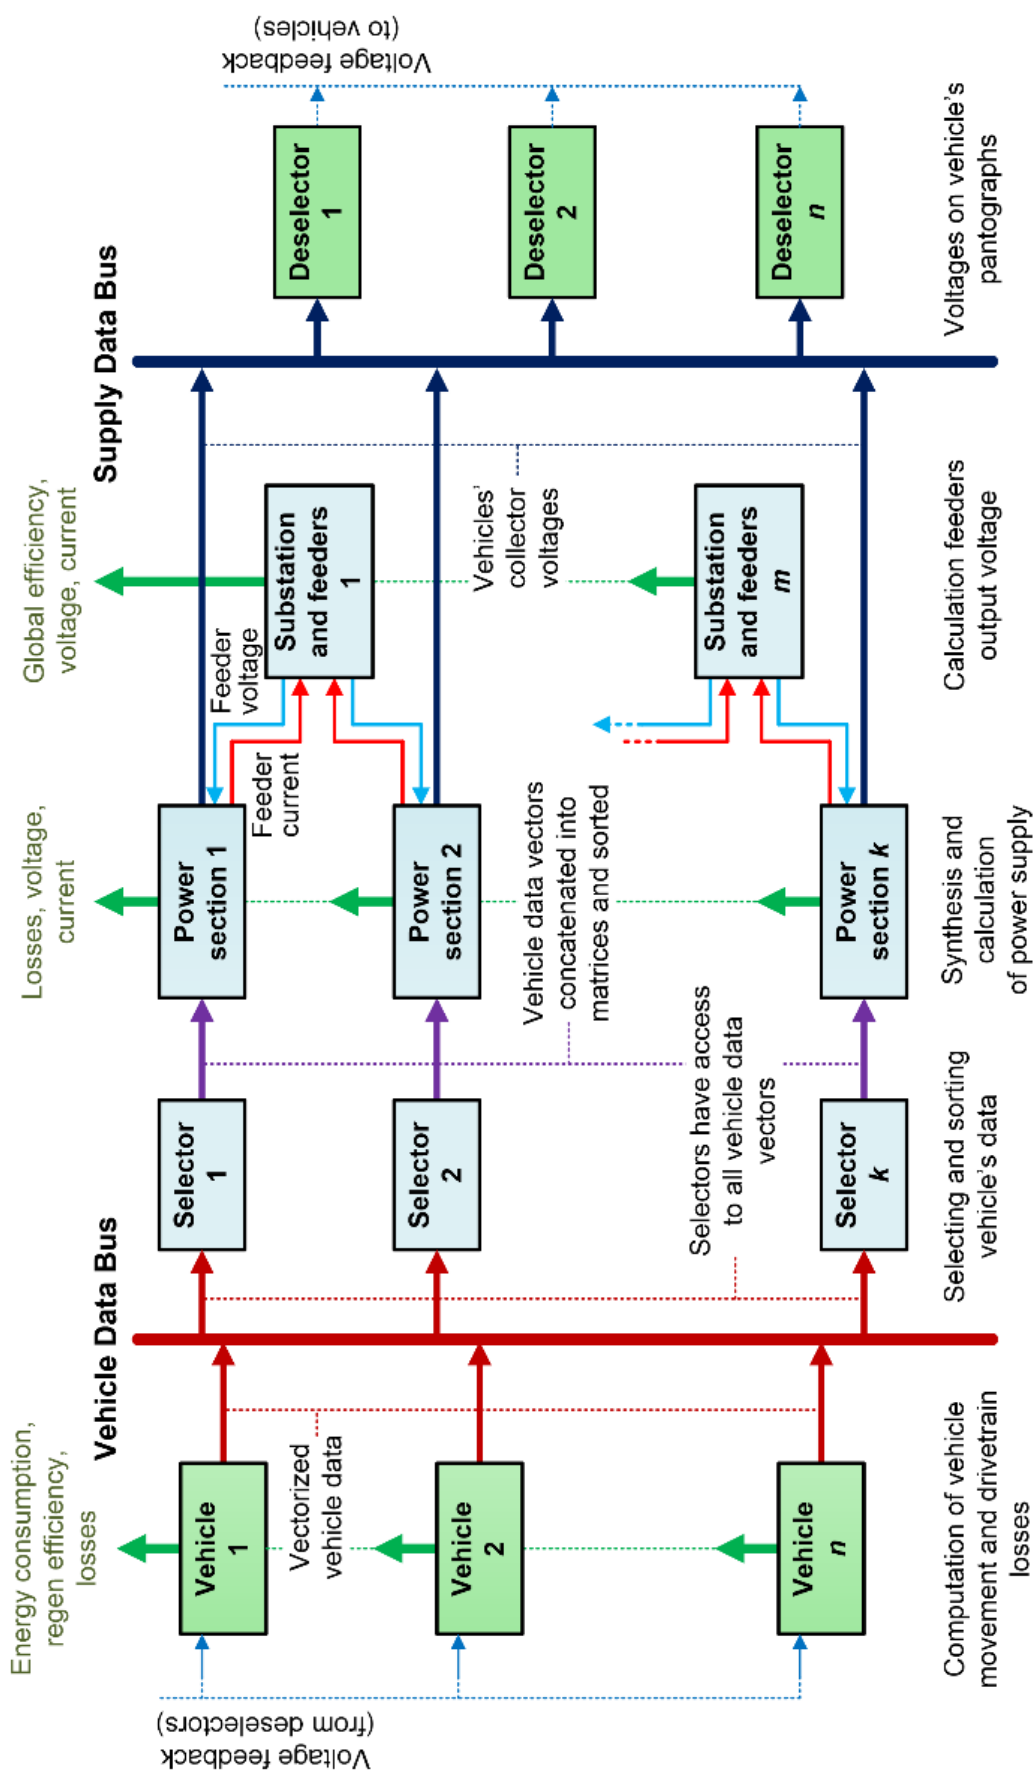 Energy consumption,
regen efficiency,
losses
Losses, voltage,
current
Global efficiency,
voltage, current
Vehicle Data Bus
Supply Data Bus
Voltage feedback
(from deselectors)
Vehicle
1
Vectorized
vehicle data
Vehicle
2
Vehicle
n
Selector
1
Selector
2
Selectors have access
to all vehicle data
vectors
Selector
k
Power
section 1
Power
section 2
Vehicle data vectors
concatenated into
matrices and sorted
Power
section k
Feeder
voltage
Feeder
current
Substation
and feeders
1
Vehicles'
collector
voltages
Substation
and feeders
m
Deselector
1
Deselector
2
Deselector
n
Voltage feedback
(to vehicles)
Computation of vehicle
movement and drivetrain
losses
Selecting and sorting
vehicle's data
Synthesis and
calculation
of power supply
Calculation feeders
output voltage
Voltages on vehicle's
pantographs